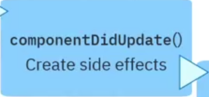 componentDidUpdate()
Create side effects